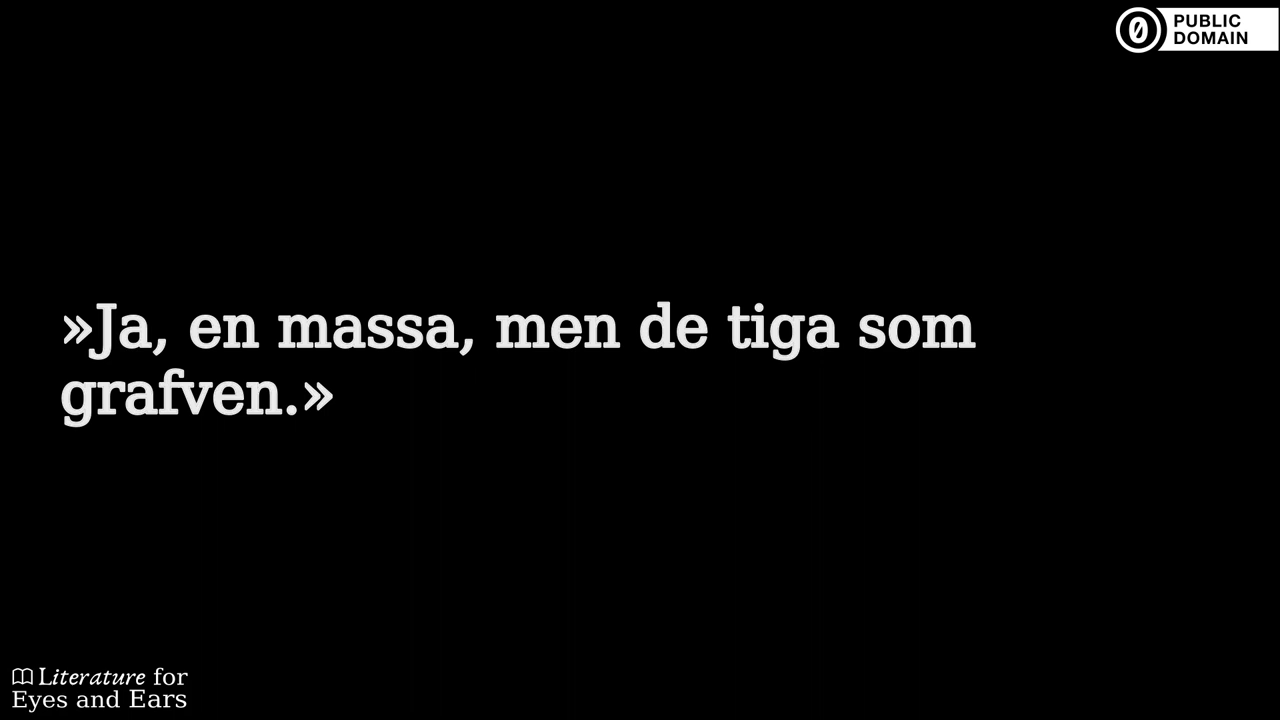 PUBLIC
DOMAIN
»Ja, en massa, men de tiga som
grafven.»
Literature for
Eyes and Ears